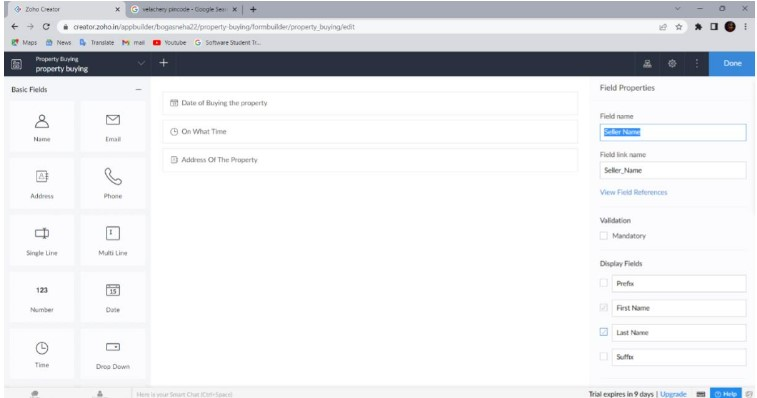 Zoho Creator
velachery pincode - Google Sear
creator.zoho.in/appbuilder/bogasneha22/property-buying/formbuilder/property_buying/edit
Maps News Translate mail Youtube Software Student Tr...
Property Buying
property buying
Done
Basic Fields
Name Email
Address Phone
Single Line Multi Line
123
Number Date
Time Drop Down
Date of Buying the property
On What Time
Address Of The Property
Field Properties
Field name
Seller Name
Field link name
Seller_Name
View Field References
Validation
Mandatory
Display Fields
Prefix
First Name
Last Name
Suffix
Here is your Smart Chat (Ctrl+Space)
Trial expires in 9 days | Upgrade
Help